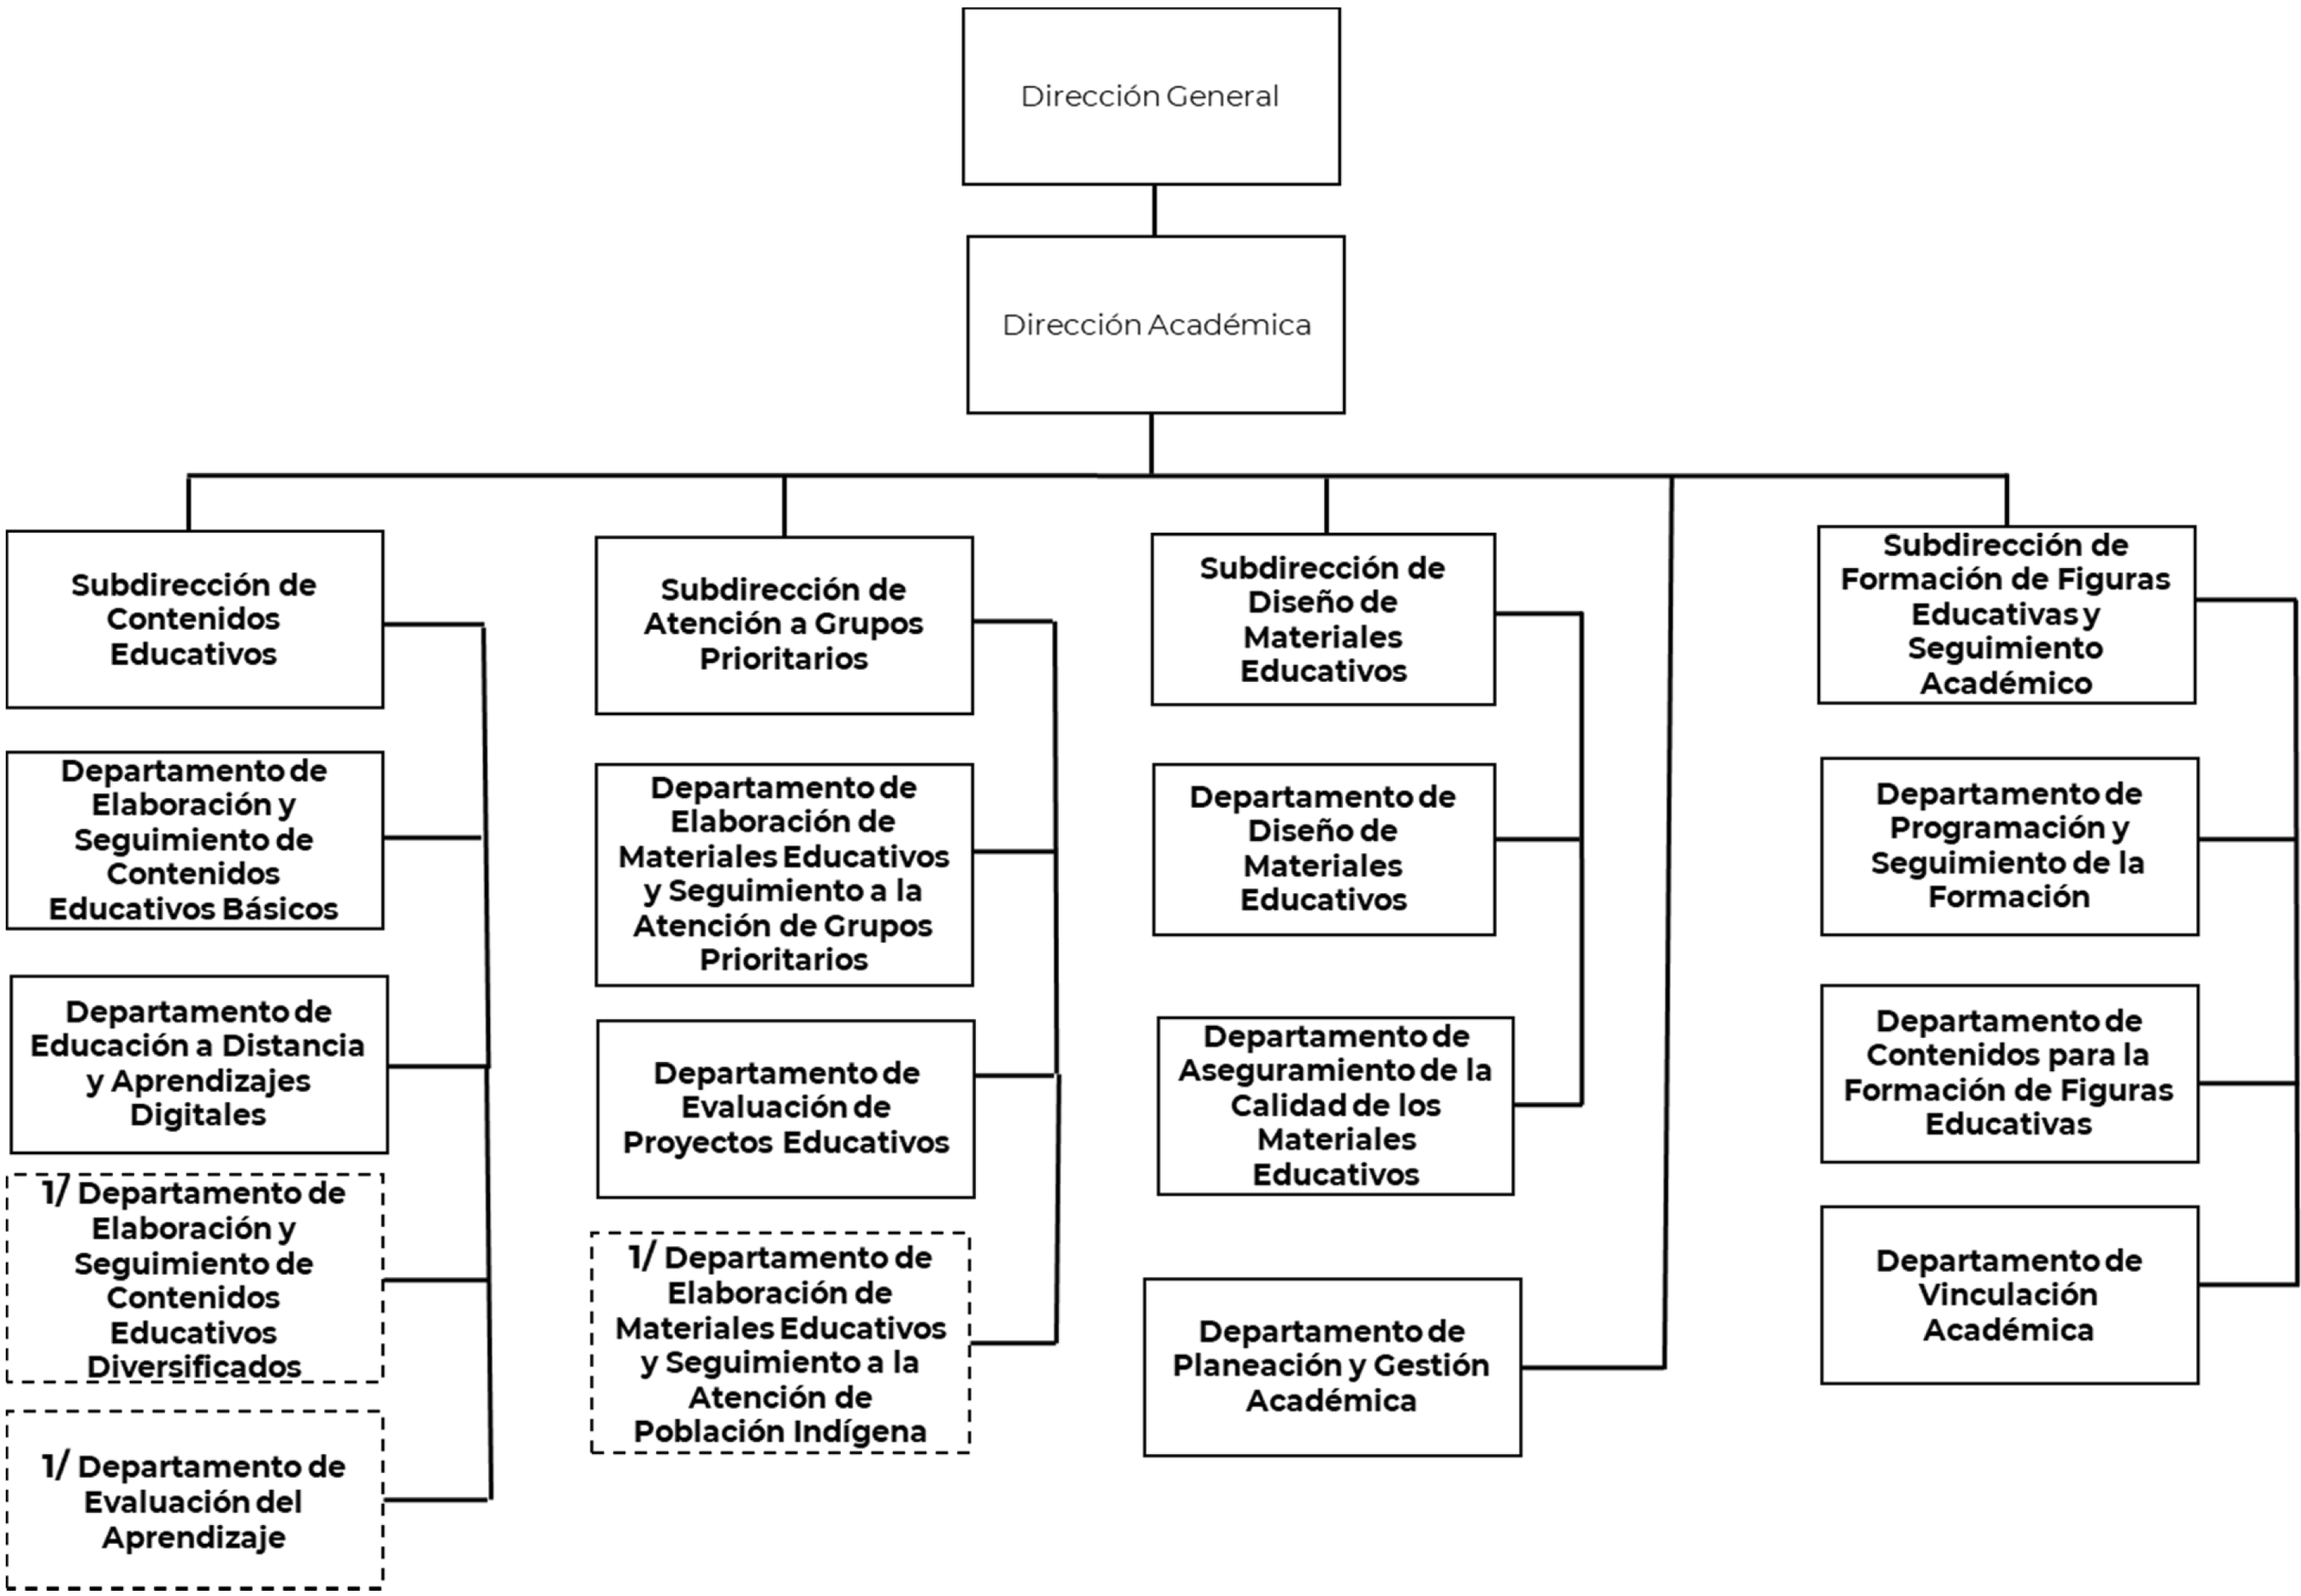 Dirección General
Dirección Académica
Subdirección de
Contenidos
Educativos
Departamento de
Elaboración y
Seguimiento de
Contenidos
Educativos Básicos
Departamento de
Educación a Distancia
y Aprendizajes
Digitales
1/ Departamento de
Elaboración y
Seguimiento de
Contenidos
Educativos
Diversificados
1/ Departamento de
Evaluación del
Aprendizaje
Subdirección de
Atención a Grupos
Prioritarios
Departamento de
Elaboración de
Materiales Educativos
y Seguimiento a la
Atención de Grupos
Prioritarios
Departamento de
Evaluación de
Proyectos Educativos
1/ Departamento de
Elaboración de
Materiales Educativos
y Seguimiento a la
Atención de
Población Indígena
Subdirección de
Diseño de
Materiales
Educativos
Departamento de
Diseño de
Materiales
Educativos
Departamento de
Aseguramiento de la
Calidad de los
Materiales
Educativos
Departamento de
Planeación y Gestión
Académica
Subdirección de
Formación de Figuras
Educativas y
Seguimiento
Académico
Departamento de
Programación y
Seguimiento de la
Formación
Departamento de
Contenidos para la
Formación de Figuras
Educativas
Departamento de
Vinculación
Académica